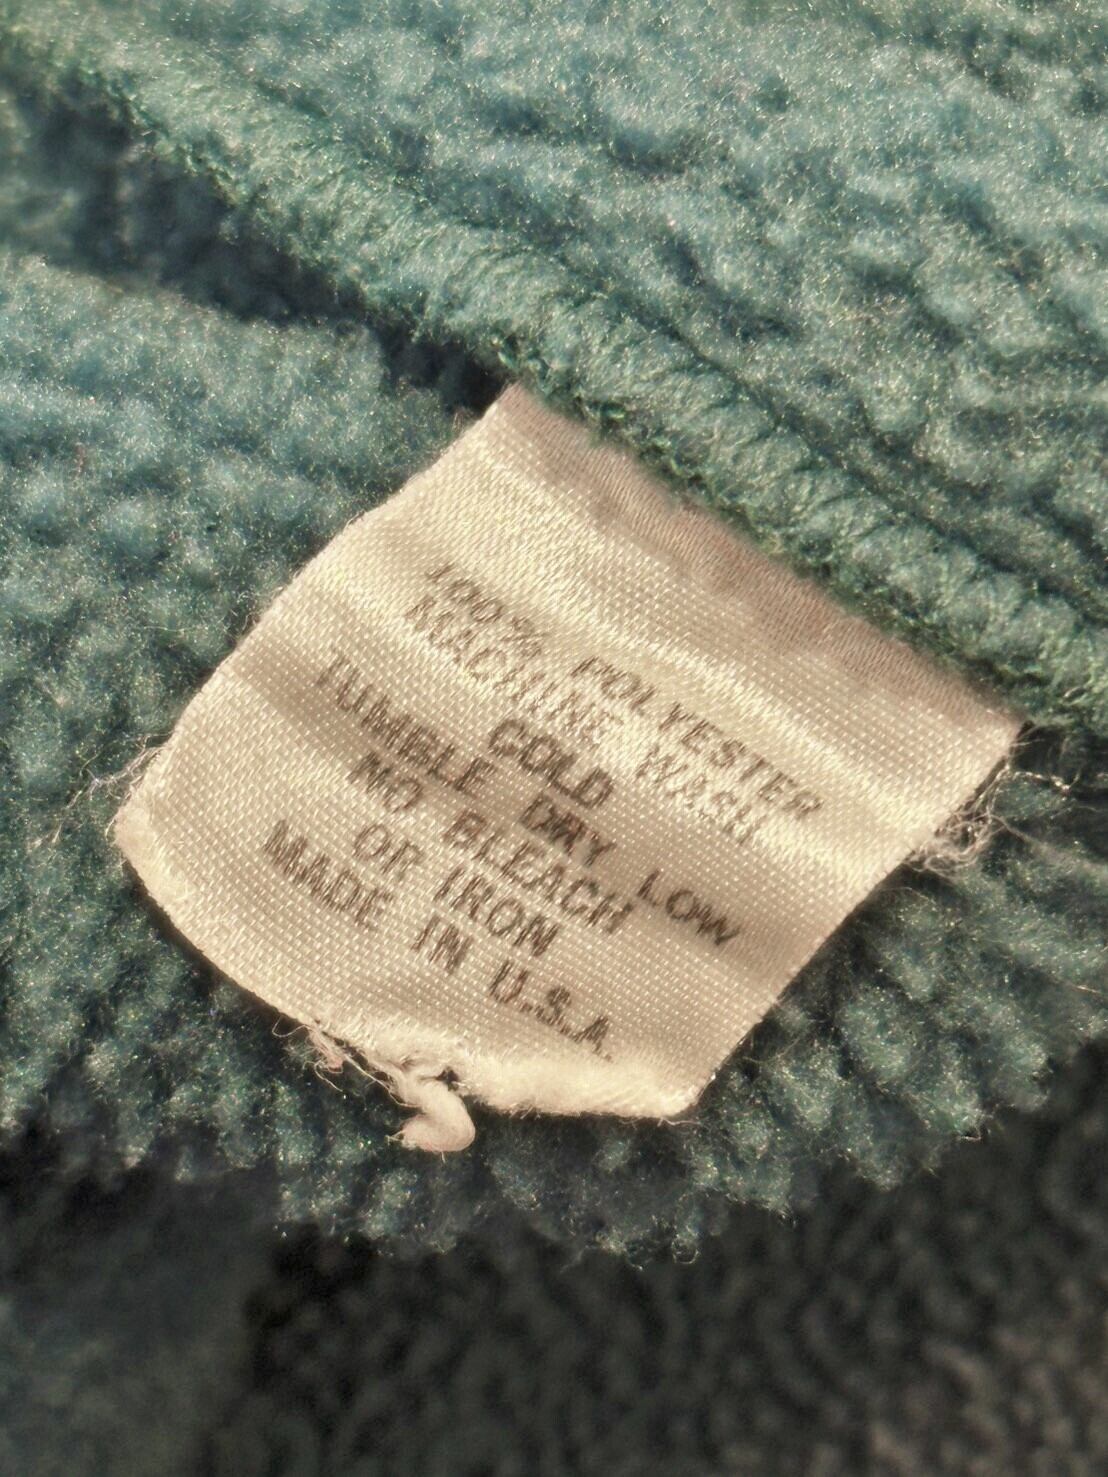 100% POLYESTER
MACHINE WASH
COLD
TUMBLE DRY LOW
NO BLEACH
OR IRON
MADE IN U.S.A.